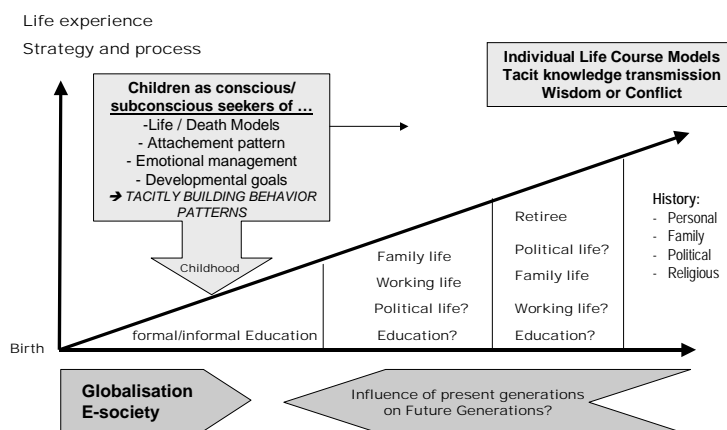 Life experience
Strategy and process
Children as conscious/
subconscious seekers of …
-Life / Death Models
- Attachement pattern
- Emotional management
- Developmental goals
➔ TACITLY BUILDING BEHAVIOR
PATTERNS
Childhood
Individual Life Course Models
Tacit knowledge transmission
Wisdom or Conflict
formal/informal Education
Family life
Working life
Political life?
Education?
Retiree
Political life?
Family life
Working life?
Education?
History:
- Personal
- Family
- Political
- Religious
Birth
Globalisation
E-society
Influence of present generations
on Future Generations?